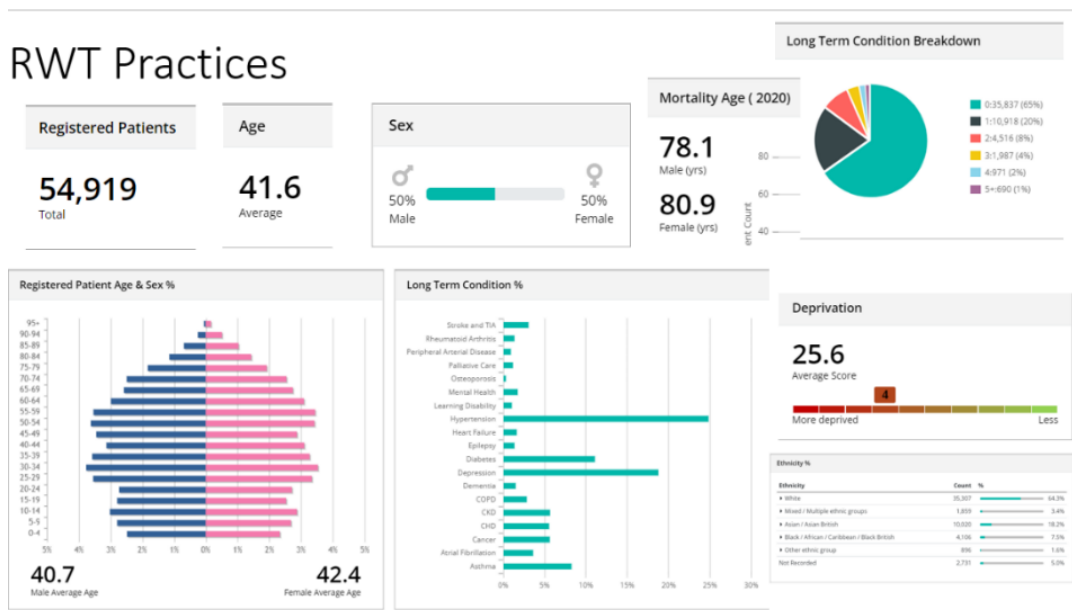 RWT Practices
Registered Patients
54,919
Total
Age
41.6
Average
Sex
50%
Male
50%
Female
Mortality Age ( 2020)
78.1
Male (yrs)
80.9
Female (yrs)
80
60
40
ent Count
Long Term Condition Breakdown
0:35,837 (65%)
1:10,918 (20%)
2:4,516 (8%)
3:1,987 (4%)
4:971 (2%)
5+:690 (1%)
Registered Patient Age & Sex %
95+
90-94
85-89
80-84
75-79
70-74
65-69
60-64
55-59
50-54
45-49
40-44
35-39
30-34
25-29
20-24
15-19
10-14
5-9
0-4
5% 4% 3% 2% 1% 0% 1% 2% 3% 4% 5%
40.7
Male Average Age
42.4
Female Average Age
Long Term Condition %
Stroke and TIA
Rheumatoid Arthritis
Peripheral Arterial Disease
Palliative Care
Osteoporosis
Mental Health
Learning Disability
Hypertension
Heart Failure
Epilepsy
Diabetes
Depression
Dementia
COPD
CKD
CHD
Cancer
Atrial Fibrillation
Asthma
0% 5% 10% 15% 20% 25% 30%
Deprivation
25.6
Average Score
4
More deprived Less
Ethnicity %
Ethnicity Count %
White 35,307 64.3%
Mixed / Multiple ethnic groups 1,859 3.4%
Asian / Asian British 10,020 18.2%
Black / African / Caribbean / Black British 4,106 7.5%
Other ethnic group 896 1.6%
Not Recorded 2,731 5.0%